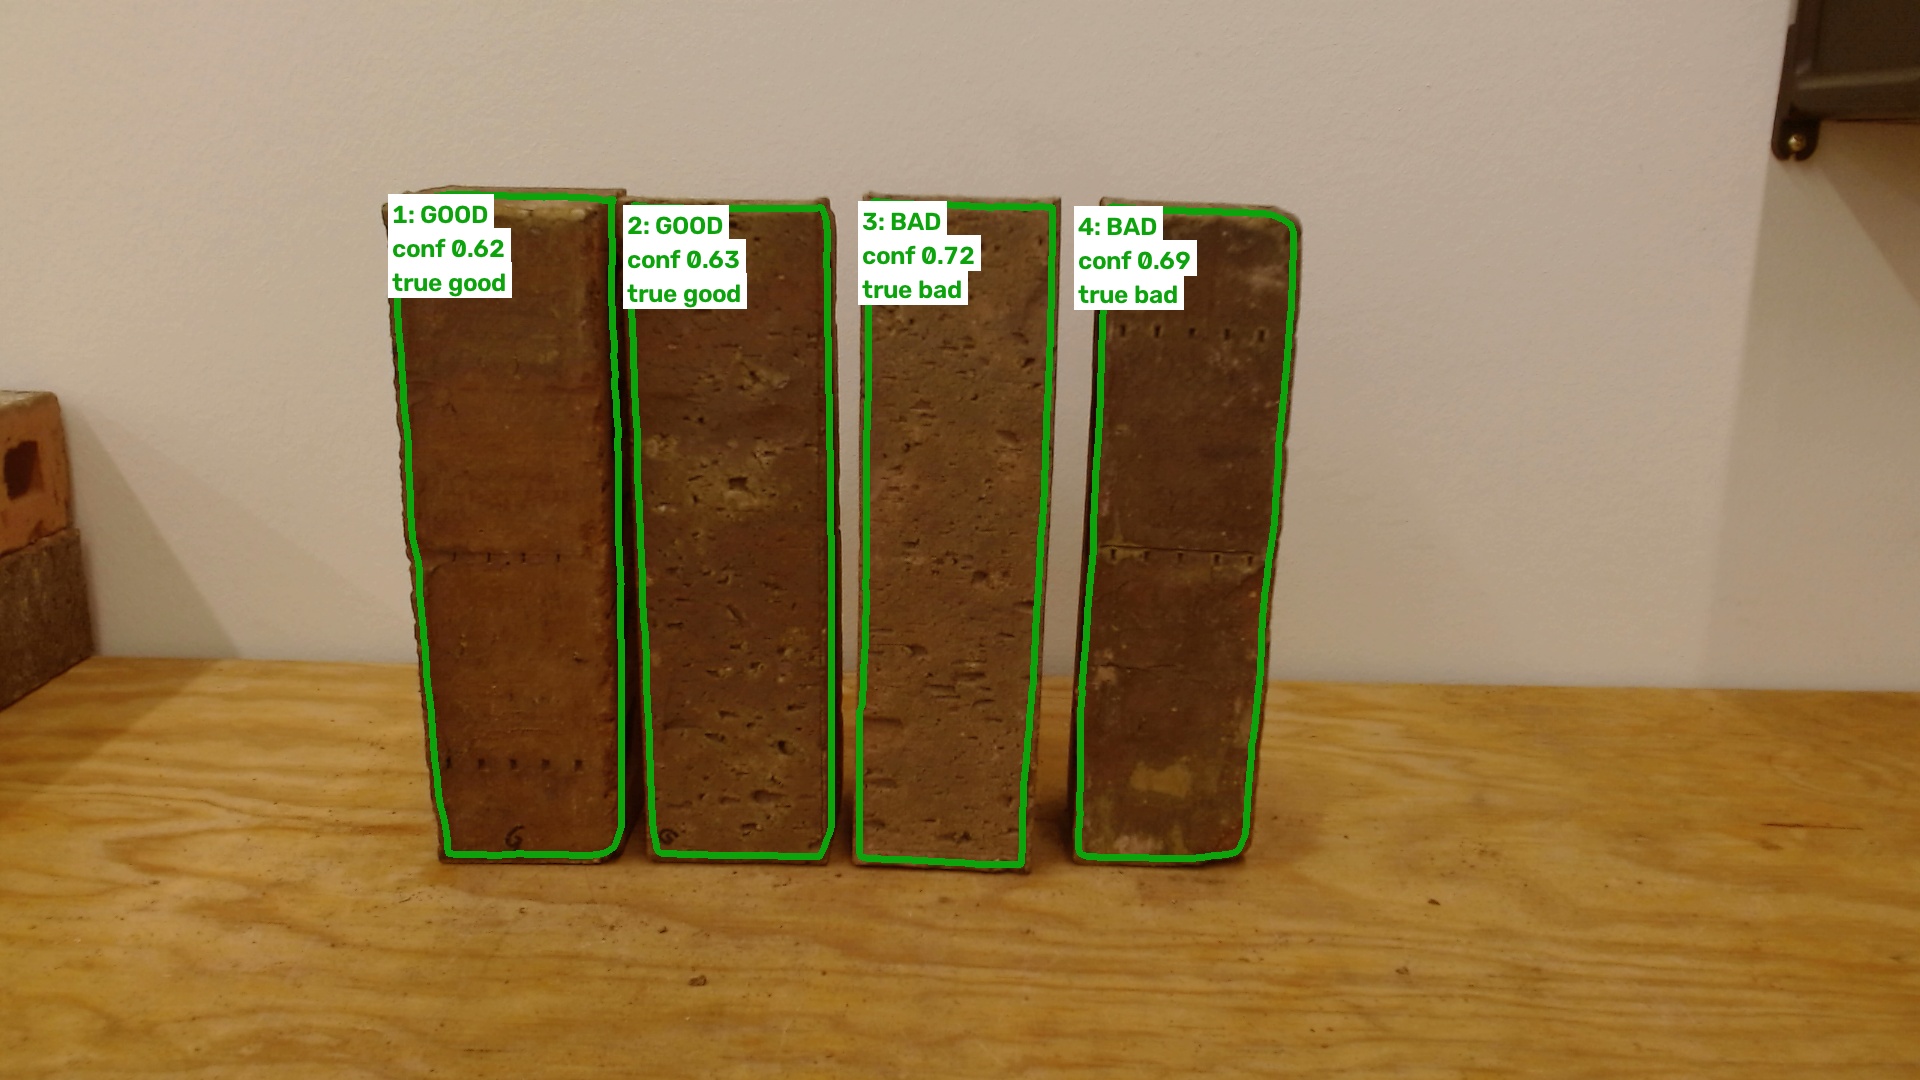 1: GOOD
conf 0.62
true good
2: GOOD
conf 0.63
true good
3: BAD
conf 0.72
true bad
4: BAD
conf 0.69
true bad
G